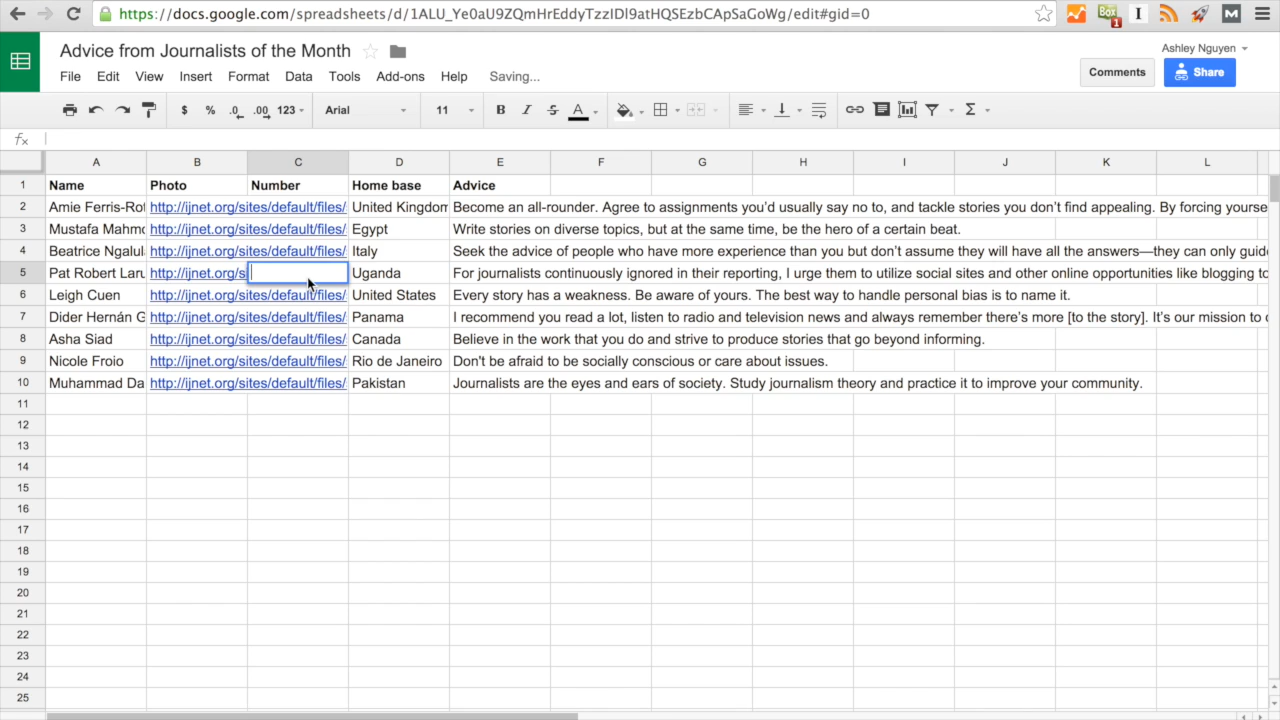 https://docs.google.com/spreadsheets/d/1ALU_Ye0aU9ZQmHrEddyTzzIDl9atHQSEzbCApSaGoWg/edit#gid=0
Box 1
Advice from Journalists of the Month
Ashley Nguyen
File Edit View Insert Format Data Tools Add-ons Help Saving...
Comments Share
$ % .0 .00 123 Arial 11 B I S A Σ
fx
A B C D E F G H I J K L
1 Name Photo Number Home base Advice
2 Amie Ferris-Rot http://ijnet.org/sites/default/files/ United Kingdom Become an all-rounder. Agree to assignments you'd usually say no to, and tackle stories you don't find appealing. By forcing yourse
3 Mustafa Mahmo http://ijnet.org/sites/default/files/ Egypt Write stories on diverse topics, but at the same time, be the hero of a certain beat.
4 Beatrice Ngalul http://ijnet.org/sites/default/files/ Italy Seek the advice of people who have more experience than you but don't assume they will have all the answers—they can only guid
5 Pat Robert Laru http://ijnet.org/si Uganda For journalists continuously ignored in their reporting, I urge them to utilize social sites and other online opportunities like blogging to
6 Leigh Cuen http://ijnet.org/sites/default/files/ United States Every story has a weakness. Be aware of yours. The best way to handle personal bias is to name it.
7 Dider Hernán G http://ijnet.org/sites/default/files/ Panama I recommend you read a lot, listen to radio and television news and always remember there's more [to the story]. It's our mission to
8 Asha Siad http://ijnet.org/sites/default/files/ Canada Believe in the work that you do and strive to produce stories that go beyond informing.
9 Nicole Froio http://ijnet.org/sites/default/files/ Rio de Janeiro Don't be afraid to be socially conscious or care about issues.
10 Muhammad Da http://ijnet.org/sites/default/files/ Pakistan Journalists are the eyes and ears of society. Study journalism theory and practice it to improve your community.
11
12
13
14
15
16
17
18
19
20
21
22
23
24
25